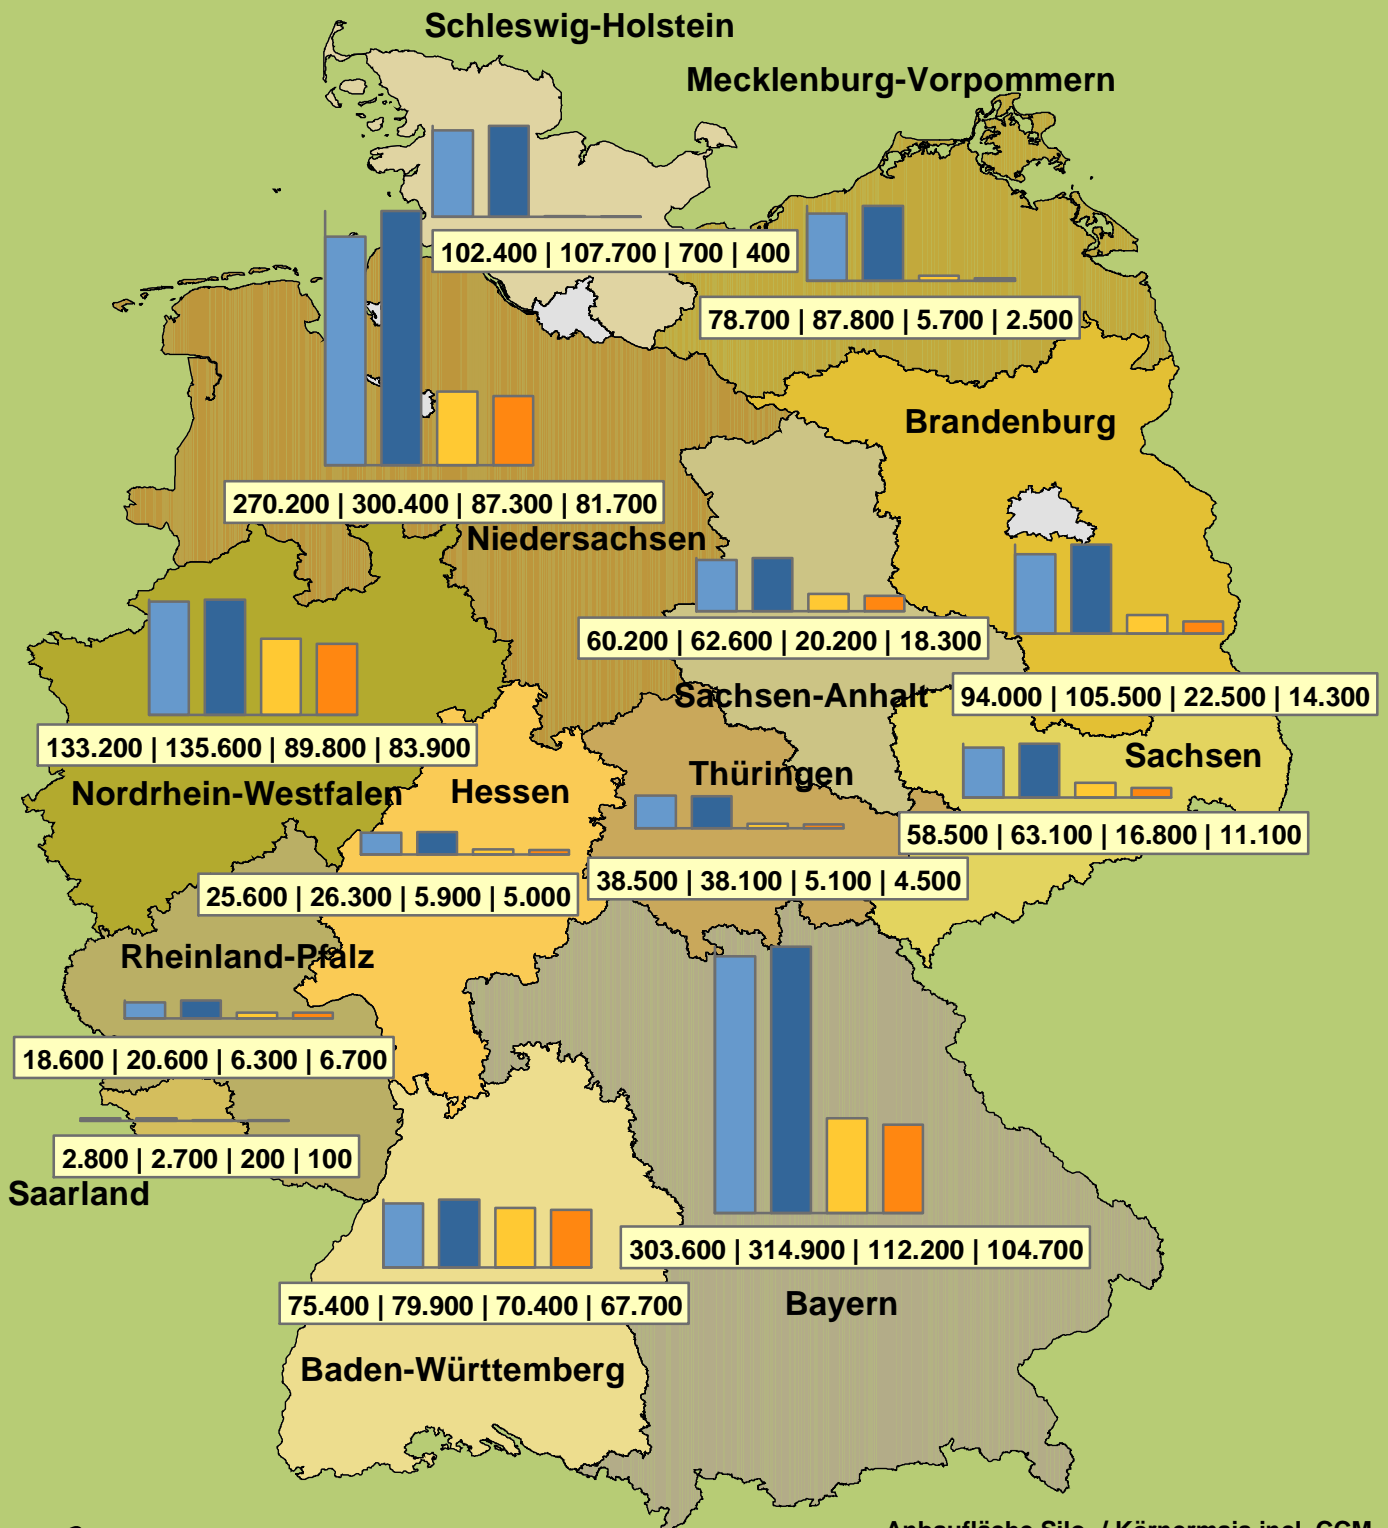 Schleswig-Holstein
Mecklenburg-Vorpommern
102.400 | 107.700 | 700 | 400
78.700 | 87.800 | 5.700 | 2.500
Brandenburg
270.200 | 300.400 | 87.300 | 81.700
Niedersachsen
60.200 | 62.600 | 20.200 | 18.300
Sachsen-Anhalt
94.000 | 105.500 | 22.500 | 14.300
133.200 | 135.600 | 89.800 | 83.900
Sachsen
Thüringen
Nordrhein-Westfalen
Hessen
58.500 | 63.100 | 16.800 | 11.100
38.500 | 38.100 | 5.100 | 4.500
25.600 | 26.300 | 5.900 | 5.000
Rheinland-Pfalz
18.600 | 20.600 | 6.300 | 6.700
2.800 | 2.700 | 200 | 100
Saarland
303.600 | 314.900 | 112.200 | 104.700
75.400 | 79.900 | 70.400 | 67.700
Bayern
Baden-Württemberg
Anbaufläche Silo- / Körnermais incl. CCM